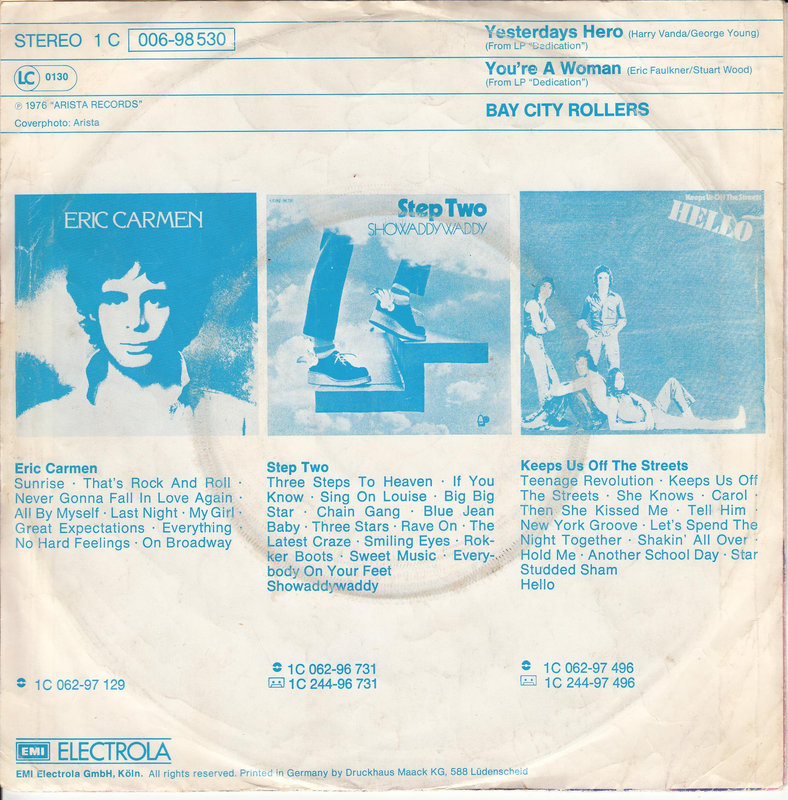 STEREO 1 C 006-98 530
LC 0130
℗ 1976 "ARISTA RECORDS"
Coverphoto: Arista
Yesterdays Hero (Harry Vanda/George Young)
(From LP "Dedication")
You're A Woman (Eric Faulkner/Stuart Wood)
(From LP "Dedication")
BAY CITY ROLLERS
ERIC CARMEN
Step Two
SHOWADDYWADDY
Keeps Us Off The Streets
HELLO
Eric Carmen
Sunrise · That's Rock And Roll ·
Never Gonna Fall In Love Again ·
All By Myself · Last Night · My Girl ·
Great Expectations · Everything ·
No Hard Feelings · On Broadway
1C 062-97 129
Step Two
Three Steps To Heaven · If You
Know · Sing On Louise · Big Big
Star · Chain Gang · Blue Jean
Baby · Three Stars · Rave On · The
Latest Craze · Smiling Eyes · Rok-
ker Boots · Sweet Music · Every-
body On Your Feet
Showaddywaddy
1C 062-96 731
1C 244-96 731
Keeps Us Off The Streets
Teenage Revolution · Keeps Us Off
The Streets · She Knows · Carol ·
Then She Kissed Me · Tell Him
New York Groove · Let's Spend The
Night Together · Shakin' All Over ·
Hold Me · Another School Day · Star
Studded Sham
Hello
1C 062-97 496
1C 244-97 496
EMI ELECTROLA
EMI Electrola GmbH, Köln. All rights reserved. Printed in Germany by Druckhaus Maack KG, 588 Lüdenscheid